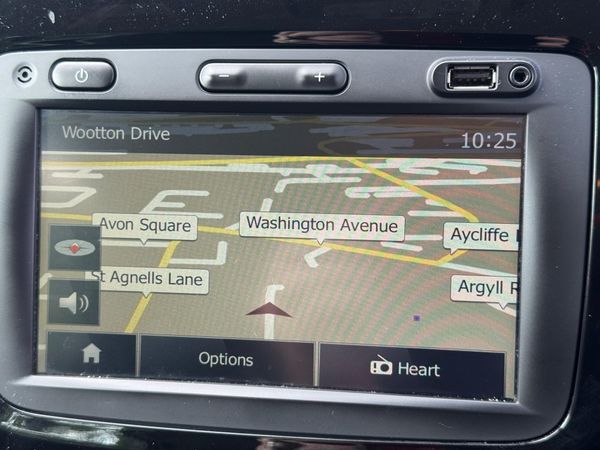 Wootton Drive
10:25
Avon Square
Washington Avenue
Aycliffe
St Agnells Lane
Argyll R
Options
Heart